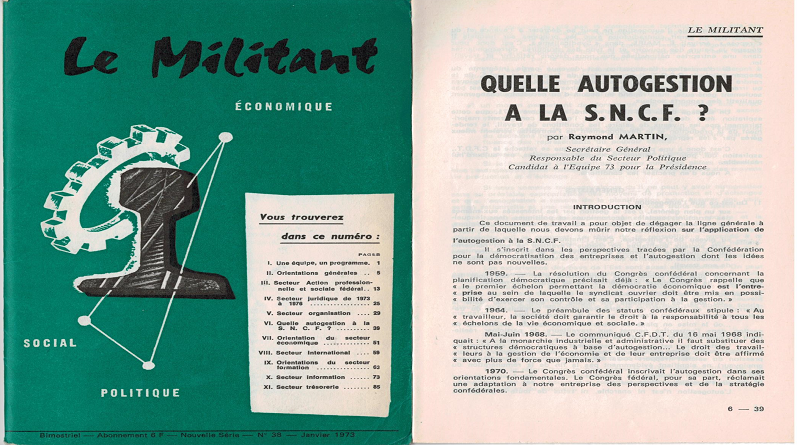 Le Militant
ÉCONOMIQUE
Vous trouverez
dans ce numéro :
PAGES
I. Une équipe, un programme. 1
II. Orientations générales .. 5
III. Secteur Action profession-
nelle et sociale fédéral... 13
IV. Secteur juridique de 1973
à 1976 ................ 25
V. Secteur organisation .... 29
VI. Quelle autogestion à la
S. N. C. F. ? ........ 39
VII. Orientation du secteur
économique .......... 51
VIII. Secteur International .. 58
IX. Orientations du secteur
formation ............ 63
X. Secteur information .... 73
XI. Secteur trésorerie ..... 85
SOCIAL
POLITIQUE
Bimestriel — Abonnement 8 F — Nouvelle Série — N° 38 — Janvier 1973
LE MILITANT
QUELLE AUTOGESTION
A LA S.N.C.F. ?
par Raymond MARTIN,
Secrétaire Général
Responsable du Secteur Politique
Candidat à l'Equipe 73 pour la Présidence
INTRODUCTION
Ce document de travail a pour objet de dégager la ligne générale à
partir de laquelle nous devons mûrir notre réflexion sur l'application de
l'autogestion à la S.N.C.F.
Il s'inscrit dans les perspectives tracées par la Confédération
pour la démocratisation des entreprises et l'autogestion dont les idées
ne sont pas nouvelles.
1959. — La résolution du Congrès confédéral concernant la
planification démocratique précisait déjà : « La Congrès rappelle que
« le premier échelon permettant la démocratie économique est l'entre-
« prise au sein de laquelle le syndicat ouvrier doit être mis en possi-
« bilité d'exercer son contrôle et sa participation à la gestion. »
1964. — Le préambule des statuts confédéraux stipule : « Au
« travailleur, la société doit garantir le droit à la responsabilité à tous les
« échelons de la vie économique et sociale. »
Mai-Juin 1968. — Le communiqué C.F.D.T. du 16 mai 1968 indi-
quait : « A la monarchie industrielle et administrative il faut substituer des
« structures démocratiques à base d'autogestion... Le droit des travail-
« leurs à la gestion de l'économie et de leur entreprise doit être affirmé
« avec plus de force que jamais. »
1970. — Le Congrès confédéral inscrivait l'autogestion dans ses
orientations fondamentales. Le Congrès fédéral, pour sa part, réclamait
une adaptation à notre entreprise des perspectives et de la stratégie
confédérales.
6 — 39